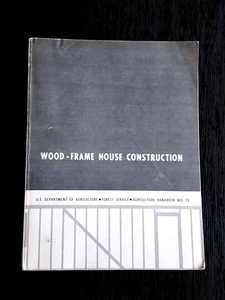 WOOD-FRAME HOUSE CONSTRUCTION
U.S. DEPARTMENT OF AGRICULTURE • FOREST SERVICE • AGRICULTURE HANDBOOK NO. 73